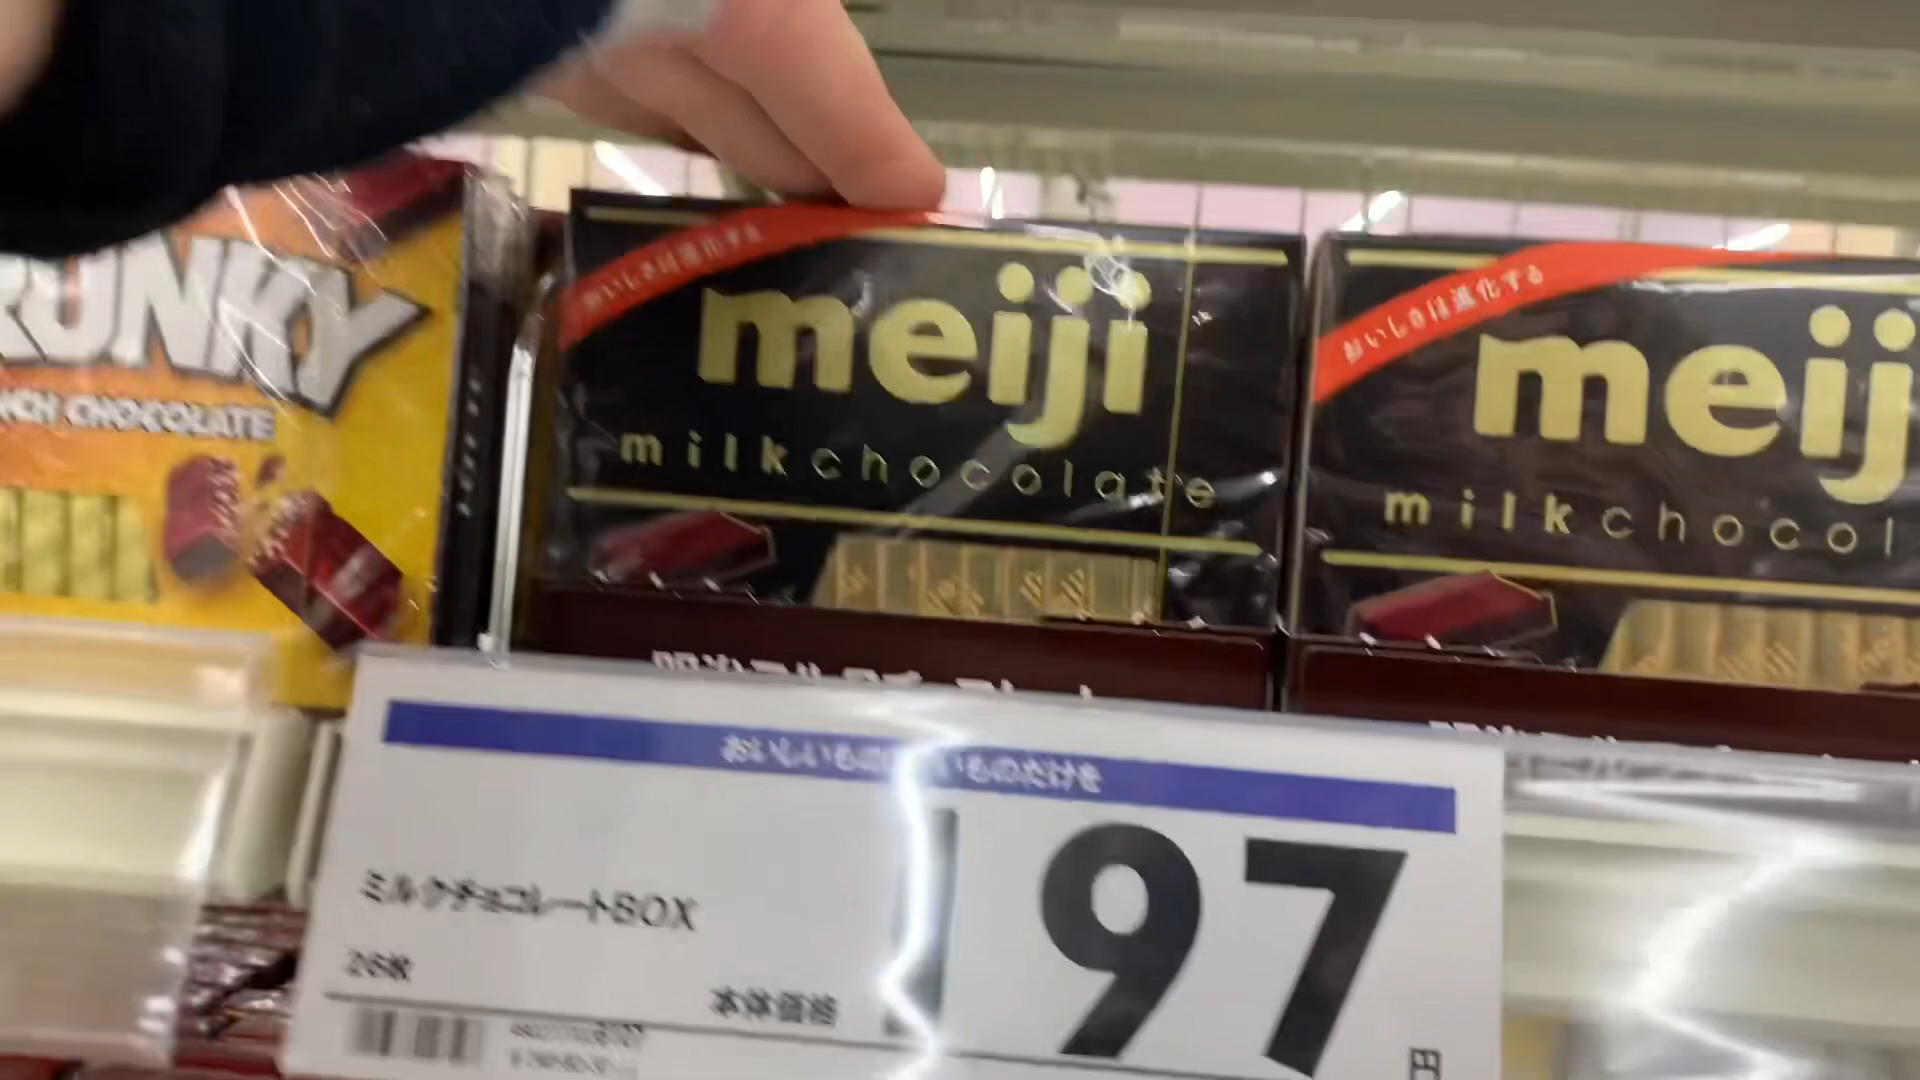 RUNKY
NCH CHOCOLATE
おいしさは進化する
meiji
milkchocolate
おいしさは進化する
meij
milkchocol
ミルクチョコレートBOX
26枚
本体価格
97
円